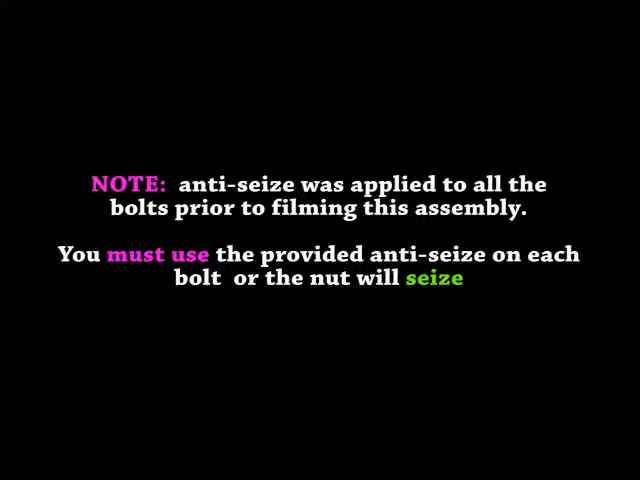 NOTE:  anti-seize was applied to all the
bolts prior to filming this assembly.
You must use the provided anti-seize on each
bolt  or the nut will seize